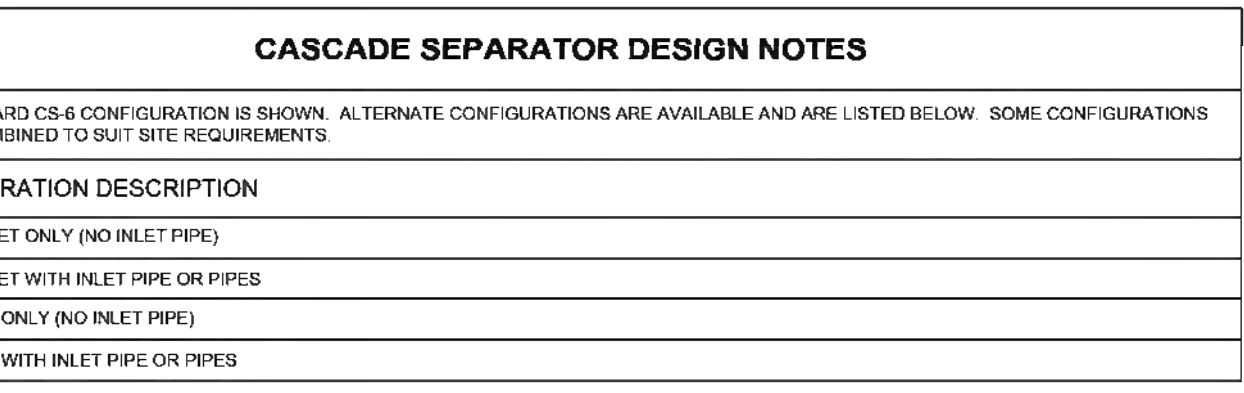 CASCADE SEPARATOR DESIGN NOTES
ARD CS-6 CONFIGURATION IS SHOWN. ALTERNATE CONFIGURATIONS ARE AVAILABLE AND ARE LISTED BELOW. SOME CONFIGURATIONS
MBINED TO SUIT SITE REQUIREMENTS.
RATION DESCRIPTION
ET ONLY (NO INLET PIPE)
ET WITH INLET PIPE OR PIPES
ONLY (NO INLET PIPE)
WITH INLET PIPE OR PIPES